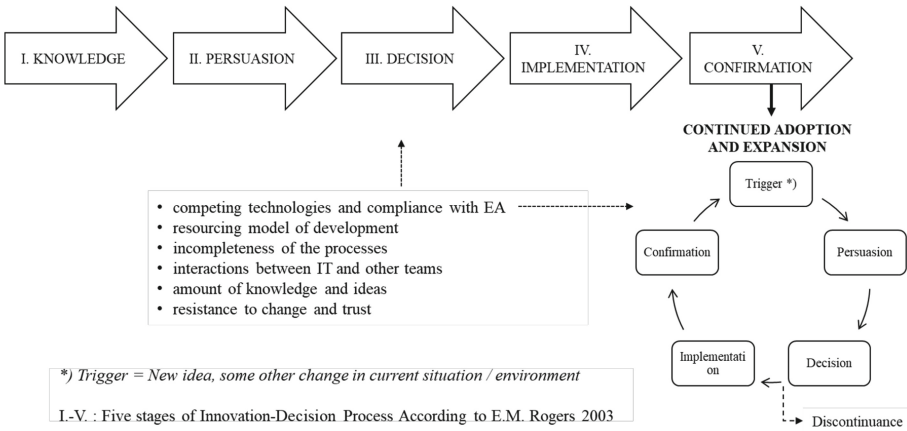 I. KNOWLEDGE
II. PERSUASION
III. DECISION
IV.
IMPLEMENTATION
V.
CONFIRMATION
CONTINUED ADOPTION
AND EXPANSION
Trigger *)
• competing technologies and compliance with EA
• resourcing model of development
• incompleteness of the processes
• interactions between IT and other teams
• amount of knowledge and ideas
• resistance to change and trust
Confirmation
Persuasion
Implementati
on
Decision
*) Trigger = New idea, some other change in current situation / environment
I.-V. : Five stages of Innovation-Decision Process According to E.M. Rogers 2003
Discontinuance